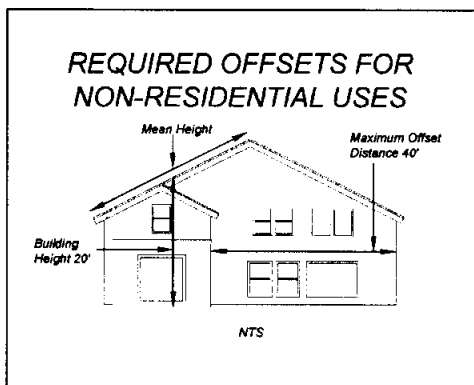 REQUIRED OFFSETS FOR
NON-RESIDENTIAL USES
Mean Height
Maximum Offset
Distance 40'
Building
Height 20'
NTS